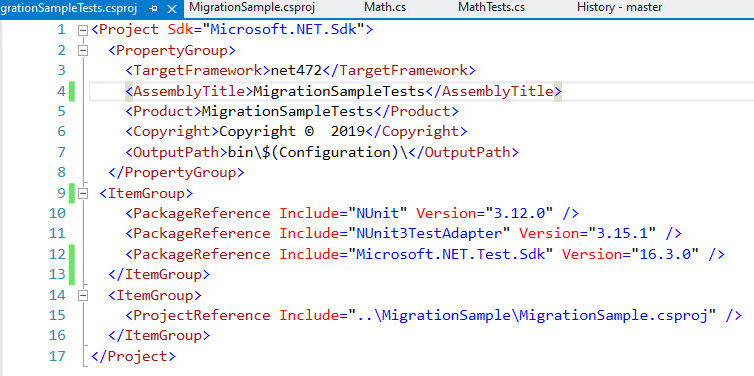 grationSampleTests.csproj MigrationSample.csproj Math.cs MathTests.cs History - master
1 <Project Sdk="Microsoft.NET.Sdk">
2 <PropertyGroup>
3 <TargetFramework>net472</TargetFramework>
4 <AssemblyTitle>MigrationSampleTests</AssemblyTitle>
5 <Product>MigrationSampleTests</Product>
6 <Copyright>Copyright ©  2019</Copyright>
7 <OutputPath>bin\$(Configuration)\</OutputPath>
8 </PropertyGroup>
9 <ItemGroup>
10 <PackageReference Include="NUnit" Version="3.12.0" />
11 <PackageReference Include="NUnit3TestAdapter" Version="3.15.1" />
12 <PackageReference Include="Microsoft.NET.Test.Sdk" Version="16.3.0" />
13 </ItemGroup>
14 <ItemGroup>
15 <ProjectReference Include="..\MigrationSample\MigrationSample.csproj" />
16 </ItemGroup>
17 </Project>